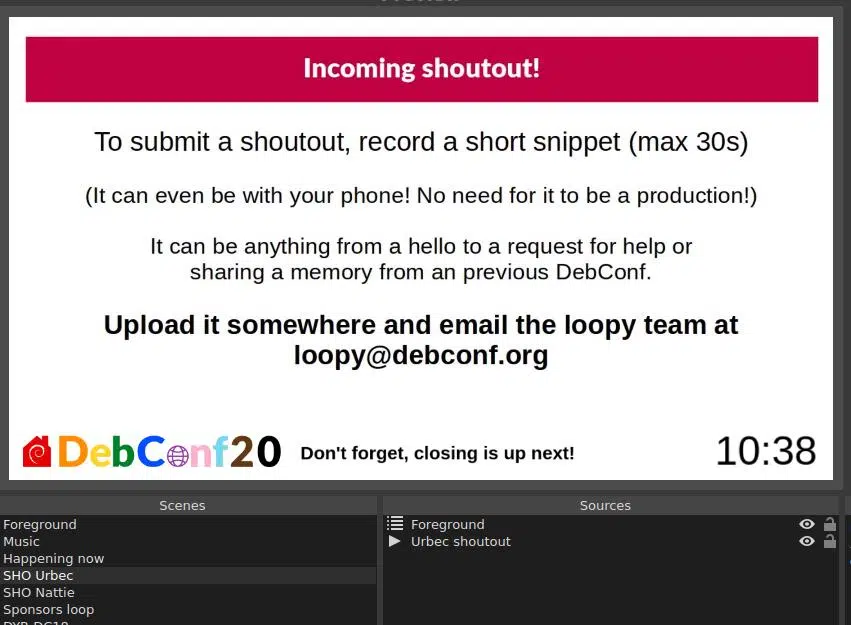 Preview
Incoming shoutout!
To submit a shoutout, record a short snippet (max 30s)
(It can even be with your phone! No need for it to be a production!)
It can be anything from a hello to a request for help or
sharing a memory from an previous DebConf.
Upload it somewhere and email the loopy team at
loopy@debconf.org
DebConf20
Don't forget, closing is up next!
10:38
Scenes
Sources
Foreground
Music
Happening now
SHO Urbec
SHO Nattie
Sponsors loop
Foreground
Urbec shoutout